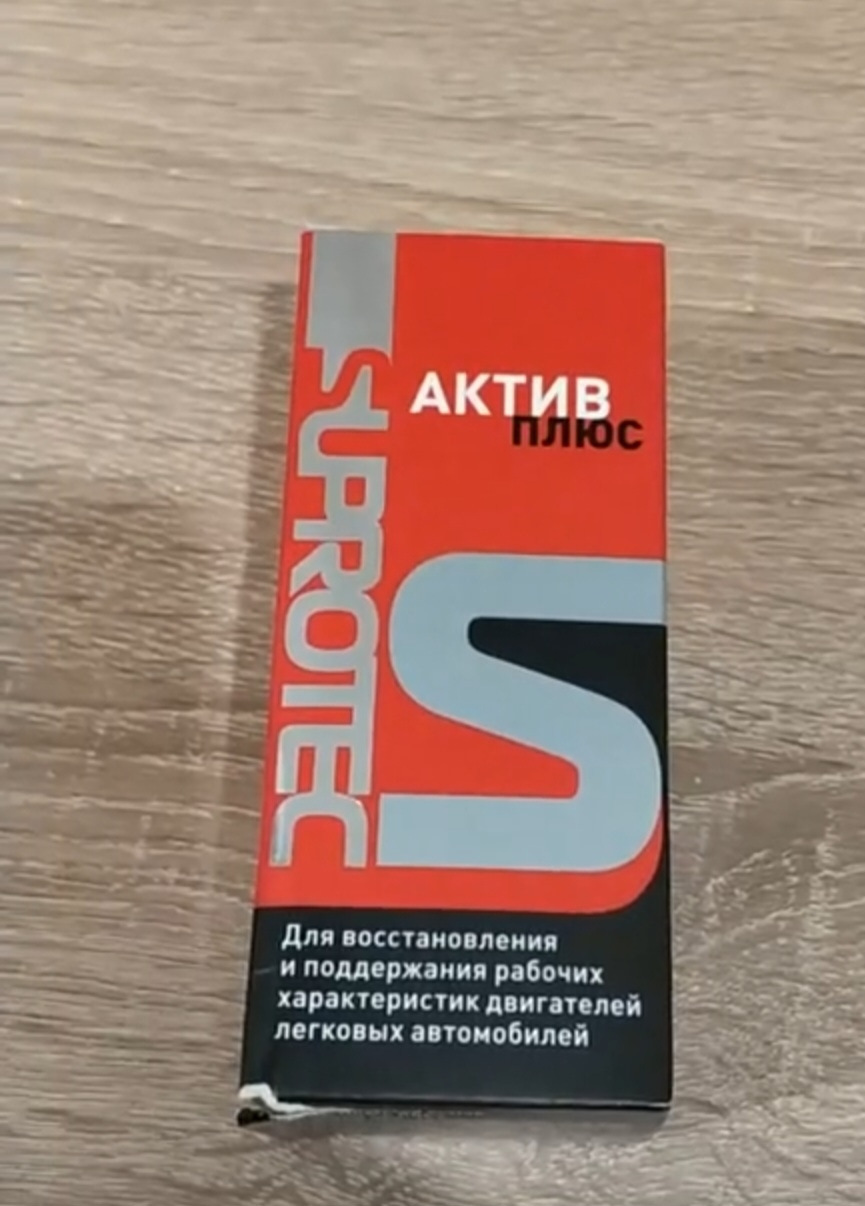 SUPROTEC
АКТИВ
плюс
Для восстановления
и поддержания рабочих
характеристик двигателей
легковых автомобилей